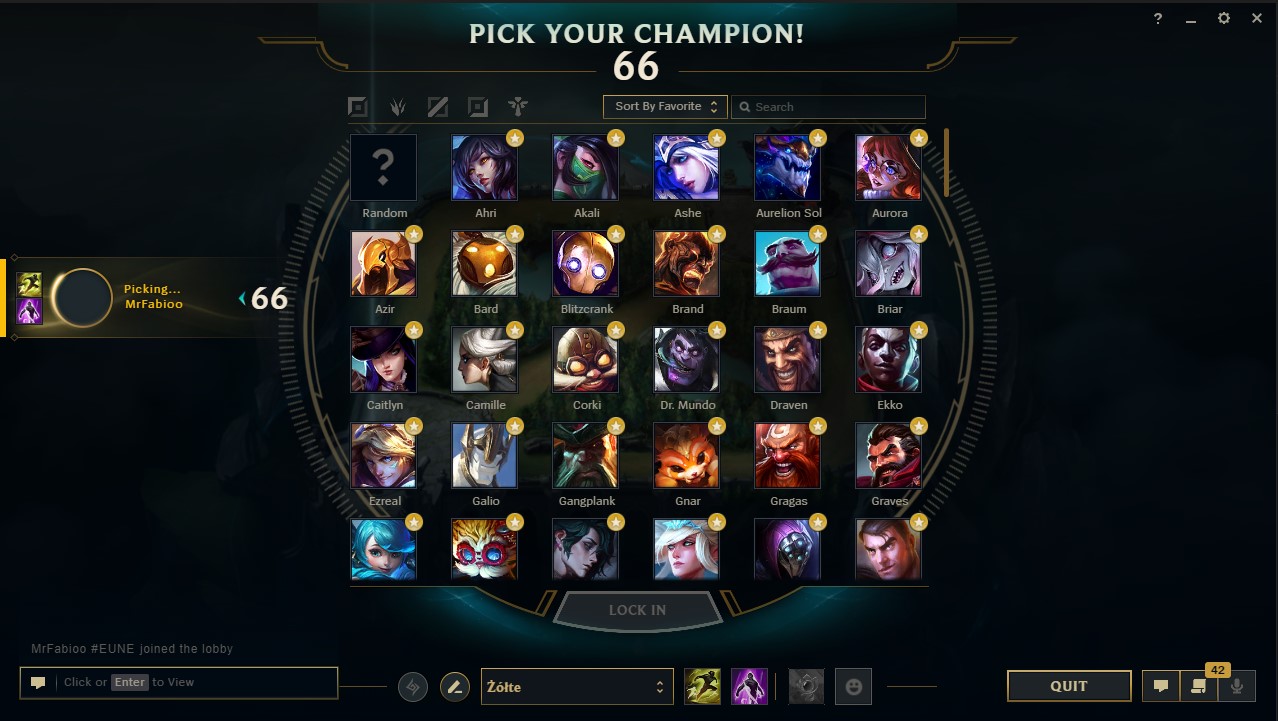 PICK YOUR CHAMPION!
66
?
Sort By Favorite
Search
?
Random
Ahri
Akali
Ashe
Aurelion Sol
Aurora
Azir
Bard
Blitzcrank
Brand
Braum
Briar
Picking...
MrFabioo
66
Caitlyn
Camille
Corki
Dr. Mundo
Draven
Ekko
Ezreal
Galio
Gangplank
Gnar
Gragas
Graves
LOCK IN
MrFabioo #EUNE joined the lobby
Click or Enter to View
Żółte
QUIT
42